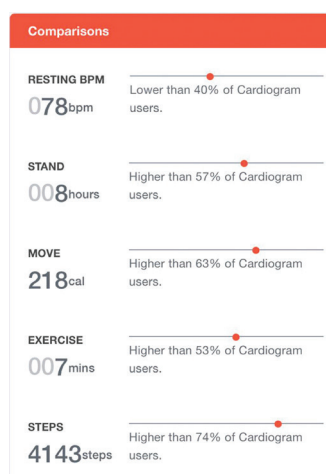 Comparisons
RESTING BPM
078bpm
Lower than 40% of Cardiogram
users.
STAND
008hours
Higher than 57% of Cardiogram
users.
MOVE
218cal
Higher than 63% of Cardiogram
users.
EXERCISE
007mins
Higher than 53% of Cardiogram
users.
STEPS
4143steps
Higher than 74% of Cardiogram
users.